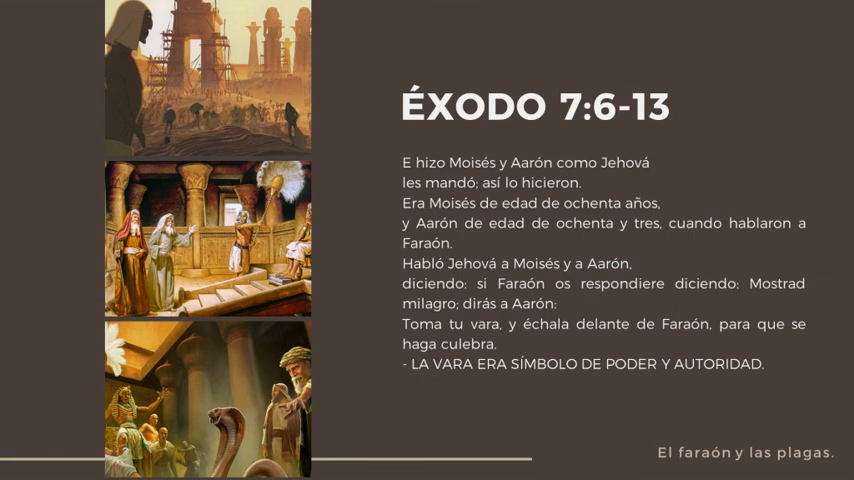 ÉXODO 7:6-13
E hizo Moisés y Aarón como Jehová
les mandó; así lo hicieron.
Era Moisés de edad de ochenta años,
y Aarón de edad de ochenta y tres, cuando hablaron a
Faraón.
Habló Jehová a Moisés y a Aarón,
diciendo: si Faraón os respondiere diciendo: Mostrad
milagro; dirás a Aarón:
Toma tu vara, y échala delante de Faraón, para que se
haga culebra.
- LA VARA ERA SÍMBOLO DE PODER Y AUTORIDAD.
El faraón y las plagas.